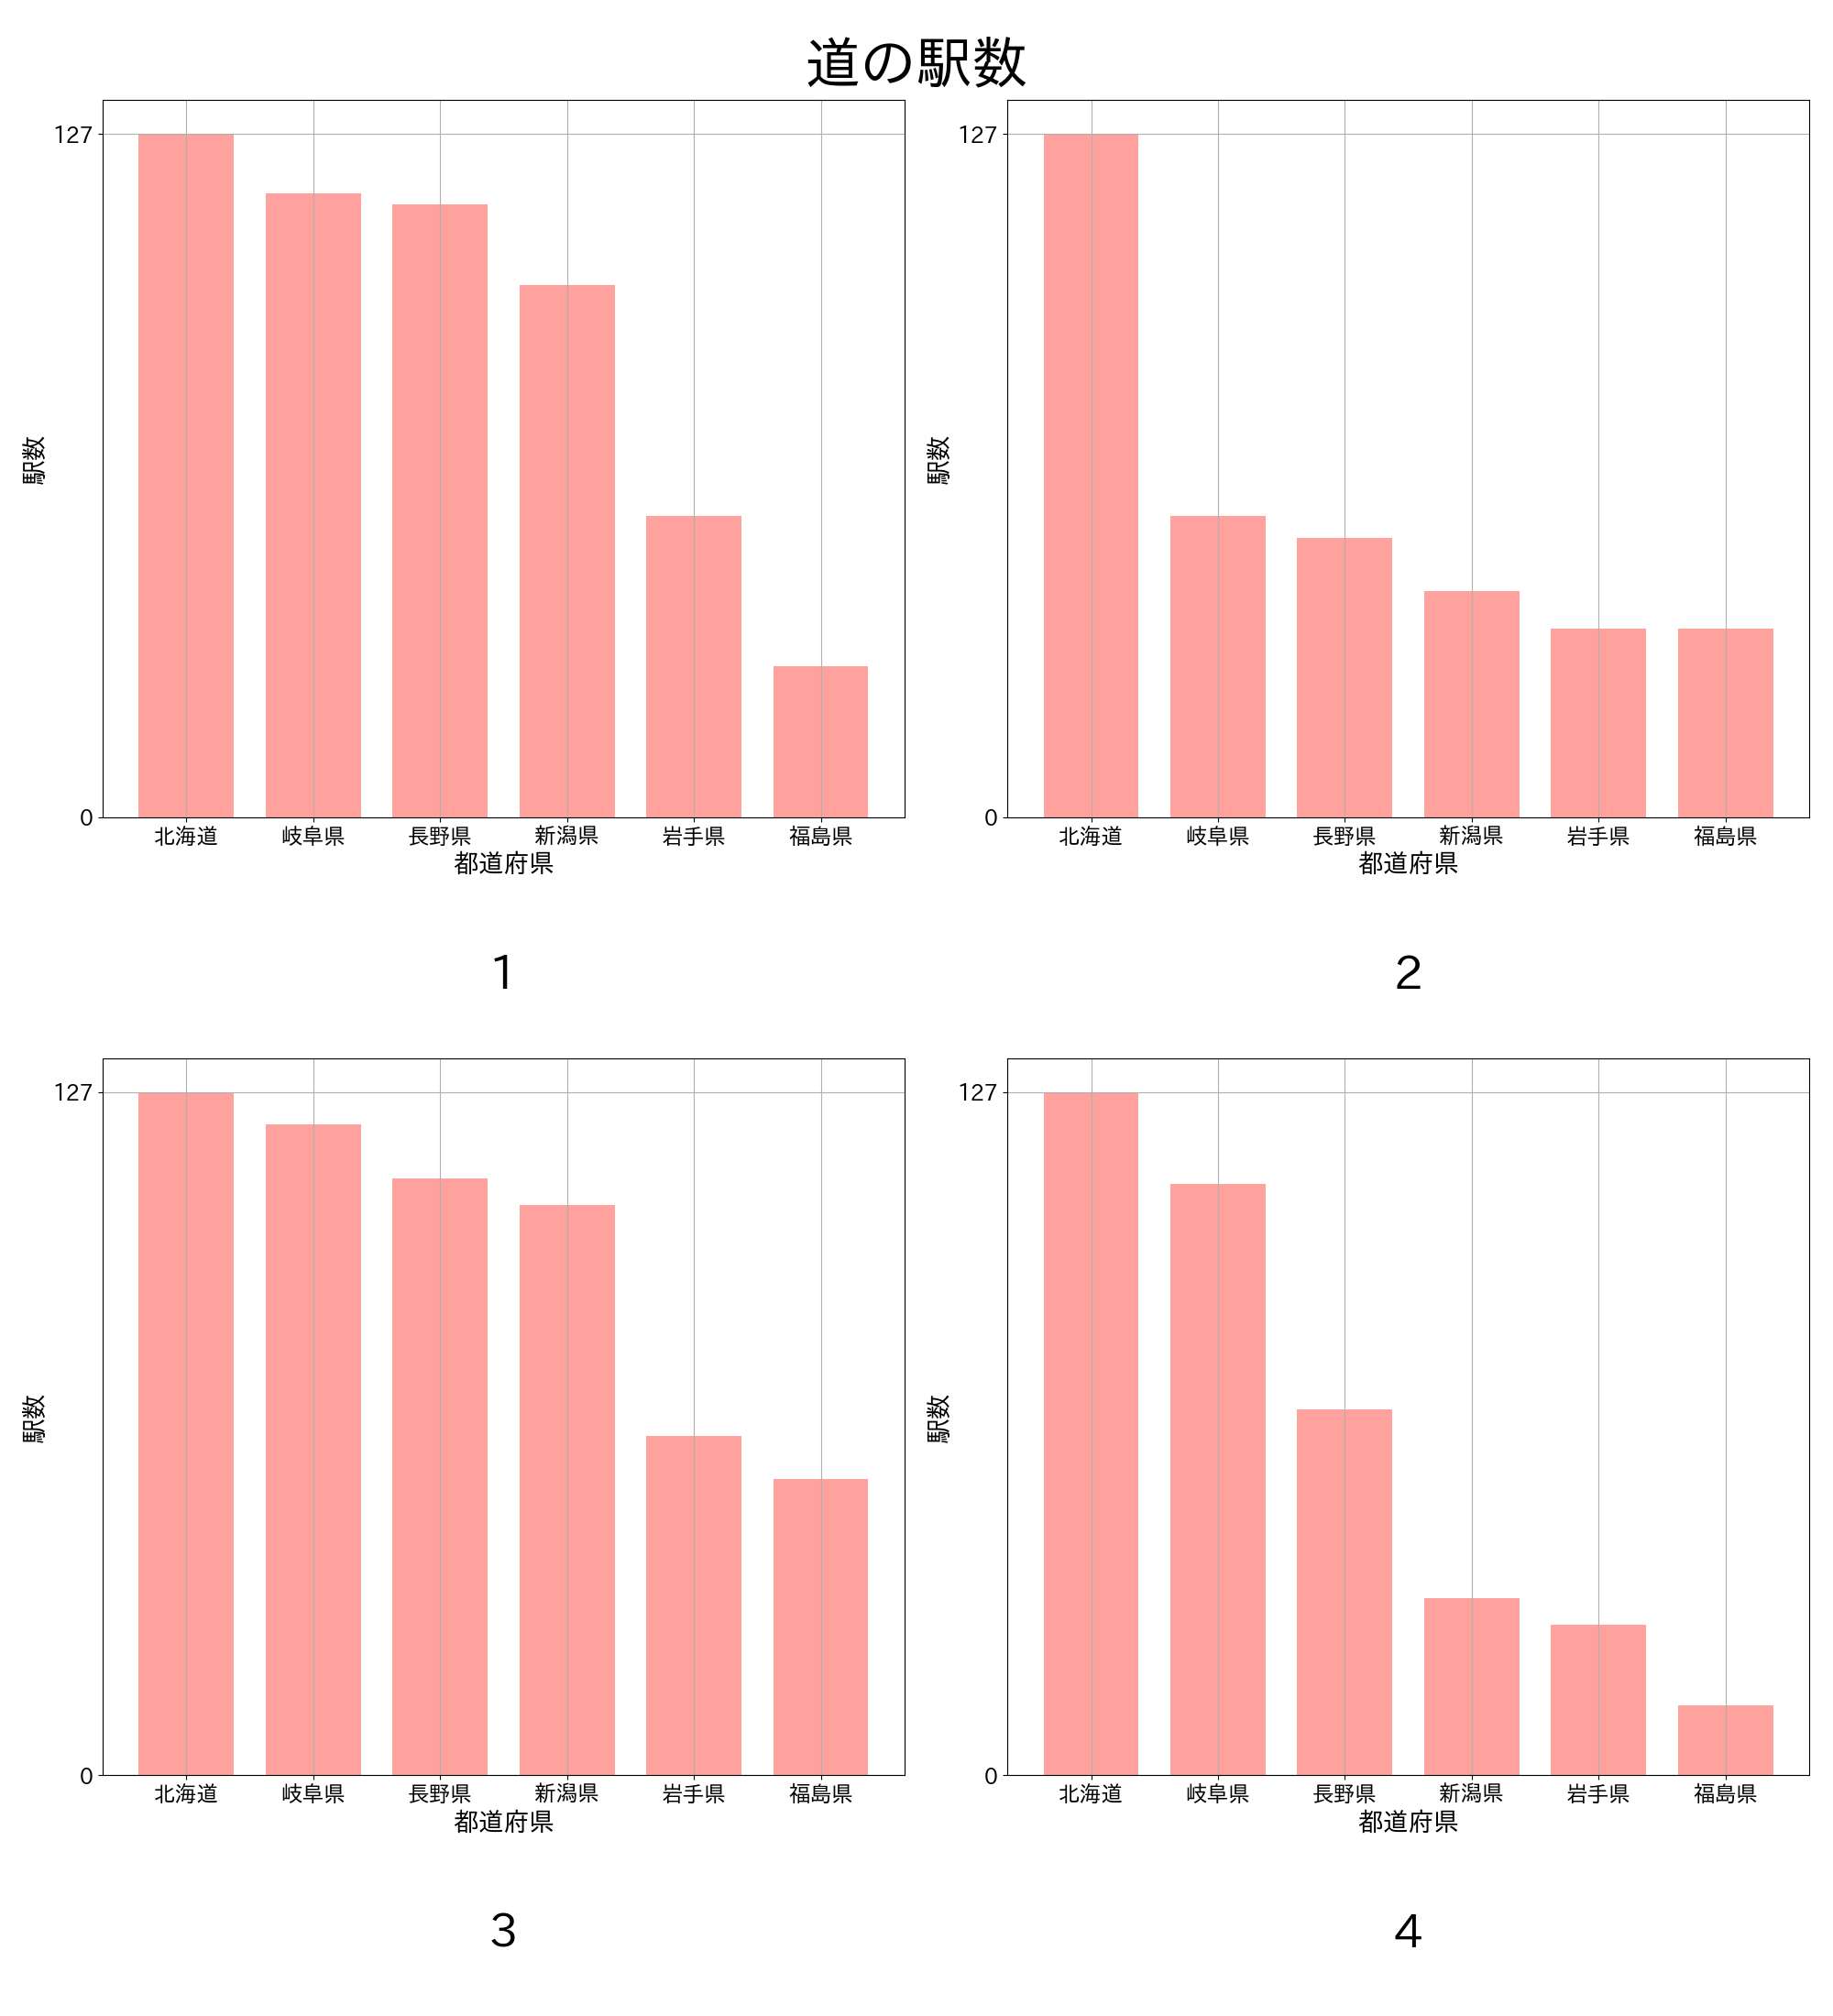 道の駅数
127
0
駅数
北海道 岐阜県 長野県 新潟県 岩手県 福島県
都道府県
1
127
0
駅数
北海道 岐阜県 長野県 新潟県 岩手県 福島県
都道府県
2
127
0
駅数
北海道 岐阜県 長野県 新潟県 岩手県 福島県
都道府県
3
127
0
駅数
北海道 岐阜県 長野県 新潟県 岩手県 福島県
都道府県
4